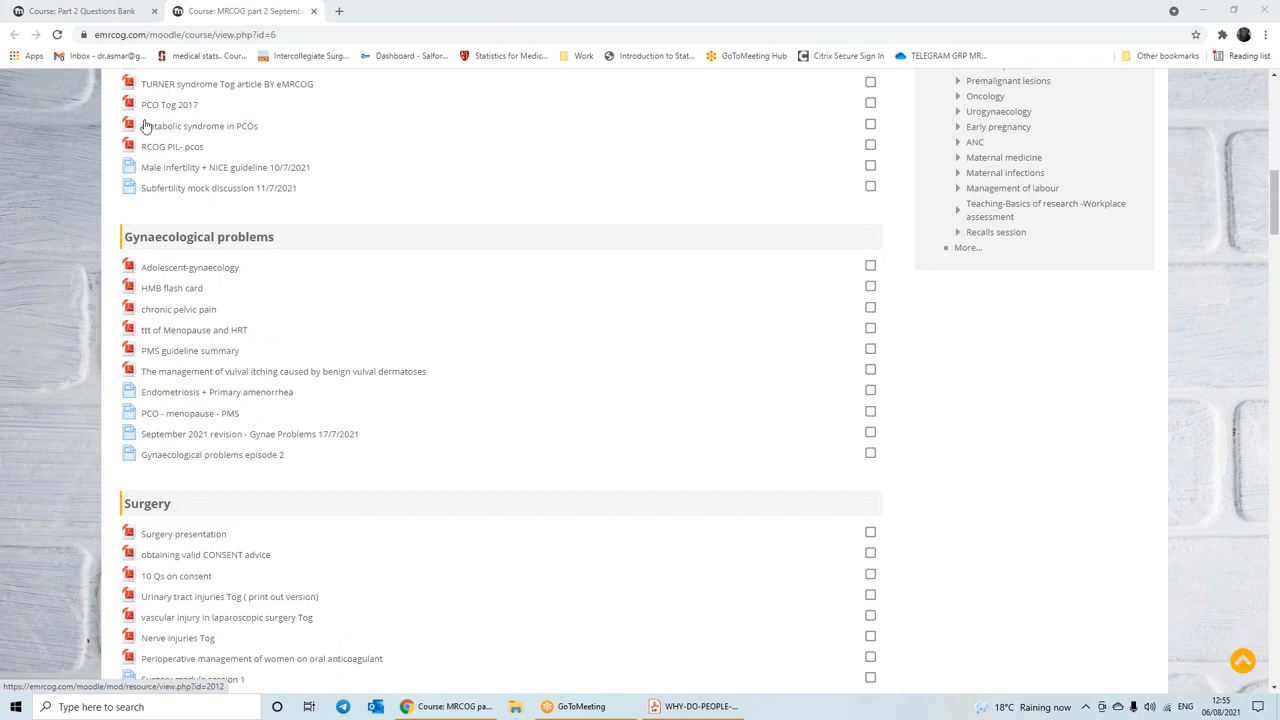 Course: Part 2 Questions Bank
Course: MRCOG part 2 Septemb
emrcog.com/moodle/course/view.php?id=6
Apps
Inbox - dr.asmar@g...
medical stats.. Cour...
Intercollegiate Surg...
Dashboard - Salfor...
Statistics for Medic...
Work
Introduction to Stat...
GoToMeeting Hub
Citrix Secure Sign In
TELEGRAM GRP MR...
Other bookmarks
Reading list
TURNER syndrome Tog article BY eMRCOG
PCO Tog 2017
tabolic syndrome in PCOs
RCOG PIL- pcos
Male Infertility + NICE guideline 10/7/2021
Subfertility mock discussion 11/7/2021
Gynaecological problems
Adolescent-gynaecology
HMB flash card
chronic pelvic pain
ttt of Menopause and HRT
PMS guideline summary
The management of vulval itching caused by benign vulval dermatoses
Endometriosis + Primary amenorrhea
PCO - menopause - PMS
September 2021 revision - Gynae Problems 17/7/2021
Gynaecological problems episode 2
Surgery
Surgery presentation
obtaining valid CONSENT advice
10 Qs on consent
Urinary tract injuries Tog ( print out version)
vascular injury in laparoscopic surgery Tog
Nerve injuries Tog
Perioperative management of women on oral anticoagulant
Surgery module session 1
Premalignant lesions
Oncology
Urogynaecology
Early pregnancy
ANC
Maternal medicine
Maternal infections
Management of labour
Teaching-Basics of research -Workplace
assessment
Recalls session
More...
https://emrcog.com/moodle/mod/resource/view.php?id=2012
Type here to search
Course: MRCOG pa...
GoToMeeting
WHY-DO-PEOPLE-...
18°C Raining now
ENG
12:55
06/08/2021